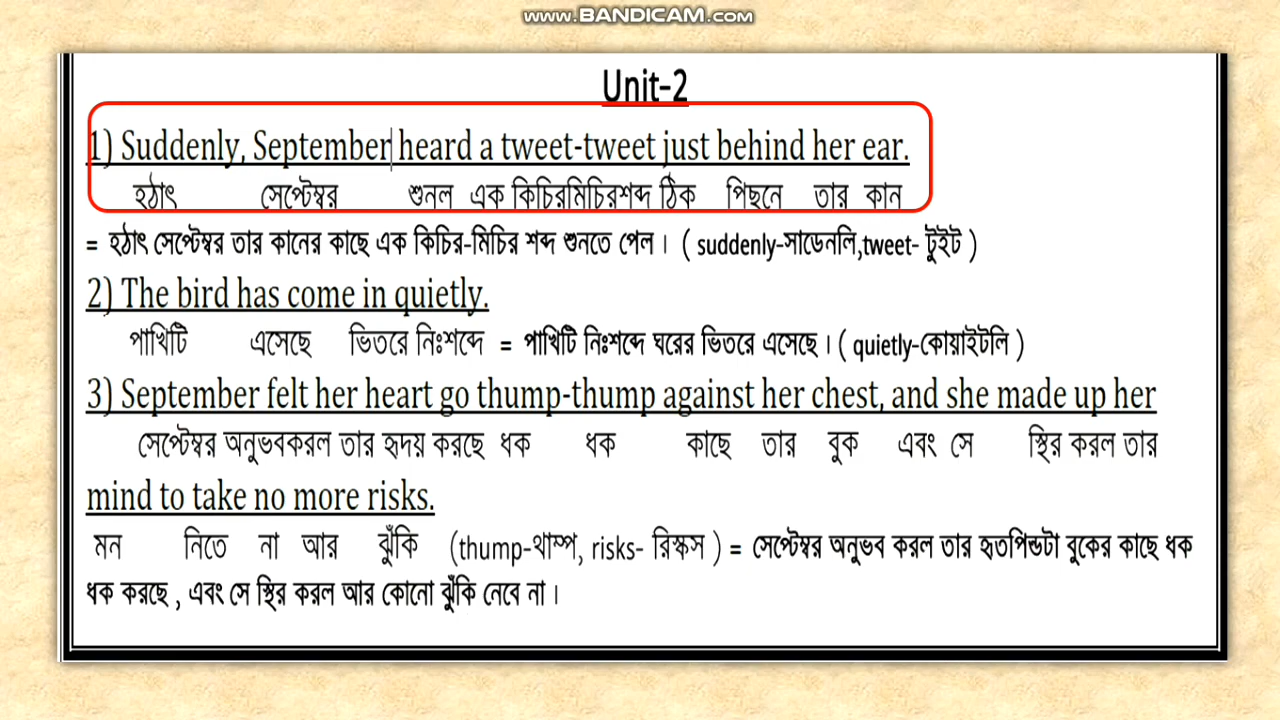 www.BANDICAM.com
Unit-2
1) Suddenly, September heard a tweet-tweet just behind her ear.
হঠাৎ সেপ্টেম্বর শুনল এক কিচিরমিচিরশব্দ ঠিক পিছনে তার কান
= হঠাৎ সেপ্টেম্বর তার কানের কাছে এক কিচির-মিচির শব্দ শুনতে পেল। ( suddenly-সাডেনলি,tweet- টুইট )
2) The bird has come in quietly.
পাখিটি এসেছে ভিতরে নিঃশব্দে = পাখিটি নিঃশব্দে ঘরের ভিতরে এসেছে। ( quietly-কোয়াইটলি )
3) September felt her heart go thump-thump against her chest, and she made up her
সেপ্টেম্বর অনুভবকরল তার হৃদয় করছে ধক ধক কাছে তার বুক এবং সে স্থির করল তার
mind to take no more risks.
মন নিতে না আর ঝুঁকি (thump-থাম্প, risks- রিস্কস ) = সেপ্টেম্বর অনুভব করল তার হৃতপিন্ডটা বুকের কাছে ধক
ধক করছে , এবং সে স্থির করল আর কোনো ঝুঁকি নেবে না।